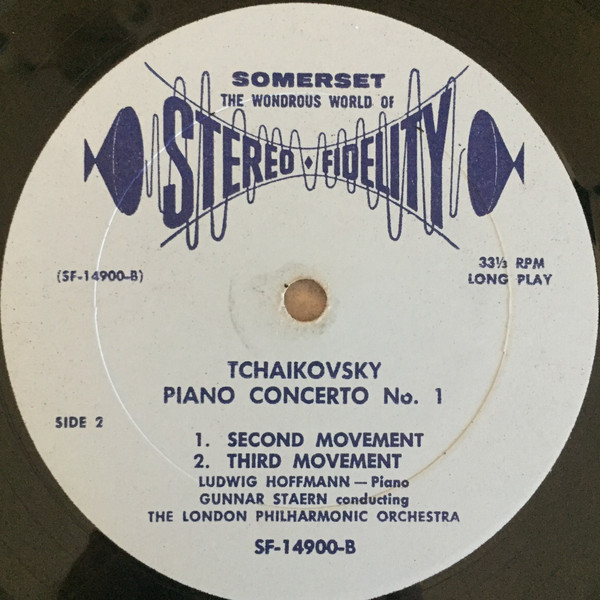 SOMERSET
THE WONDROUS WORLD OF
STEREO • FIDELITY
(SF-14900-B)
33⅓ RPM
LONG PLAY
TCHAIKOVSKY
PIANO CONCERTO No. 1
SIDE 2
1. SECOND MOVEMENT
2. THIRD MOVEMENT
LUDWIG HOFFMANN — Piano
GUNNAR STAERN conducting
THE LONDON PHILHARMONIC ORCHESTRA
SF-14900-B